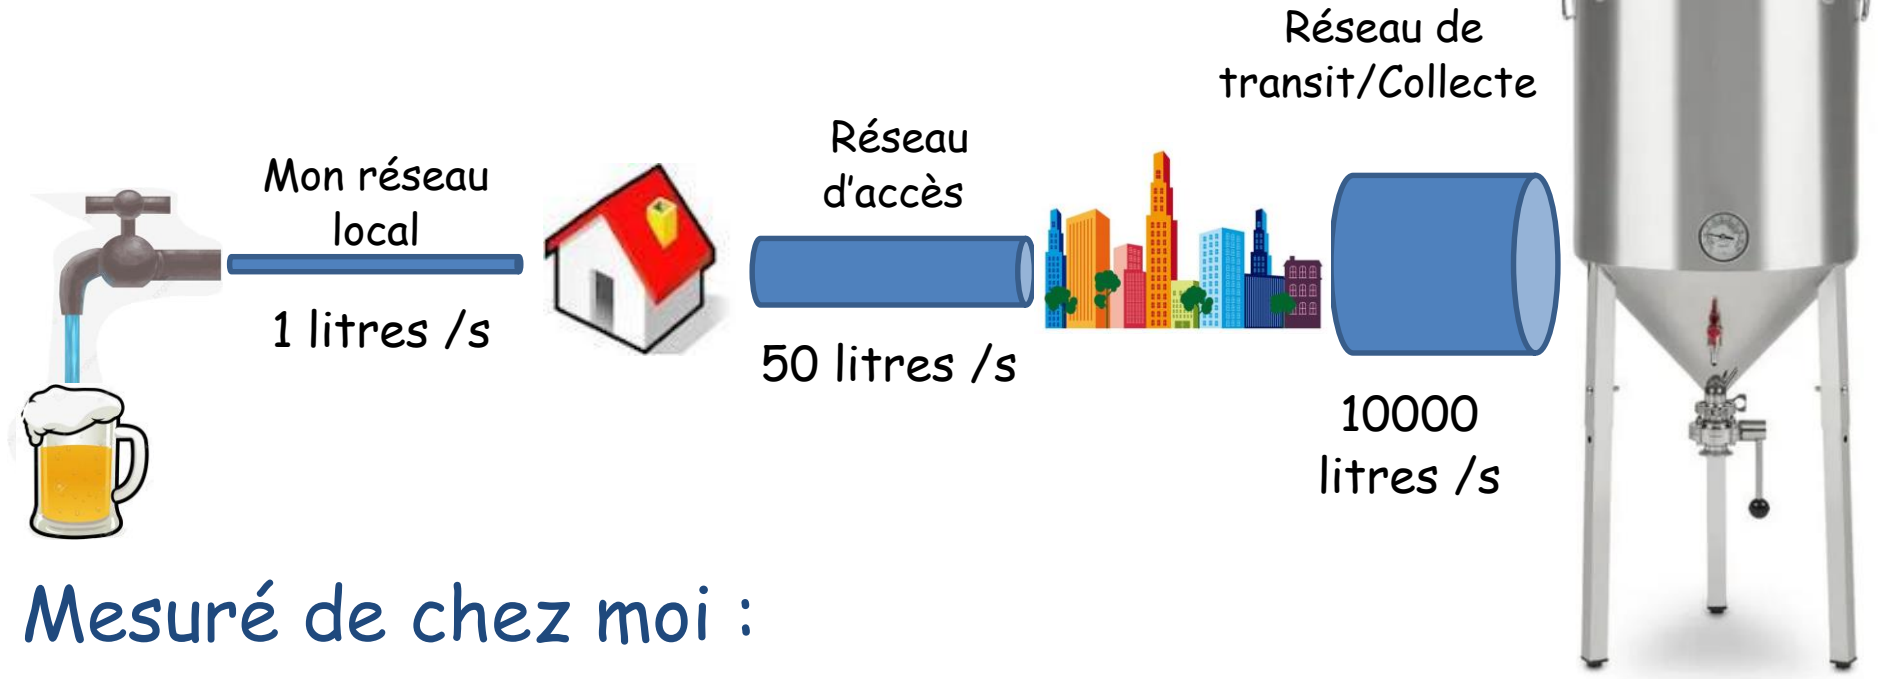 Réseau de
transit/Collecte
Réseau
d'accès
Mon réseau
local
1 litres /s
50 litres /s
10000
litres /s
Mesuré de chez moi :